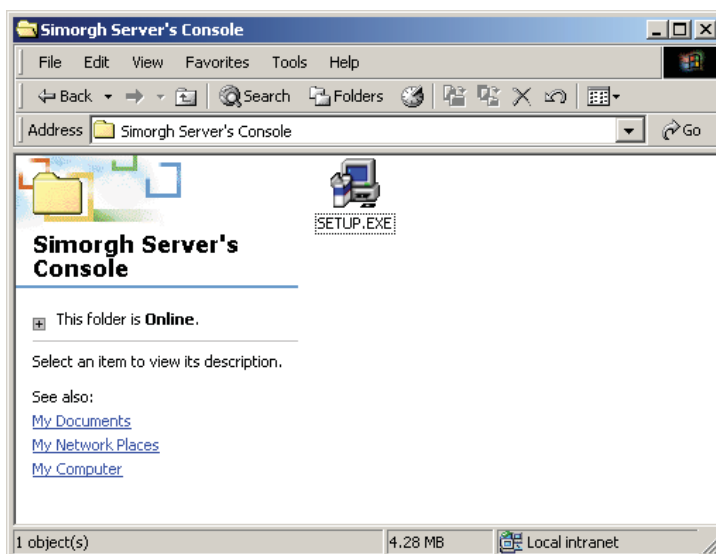 Simorgh Server's Console
File Edit View Favorites Tools Help
Back Search Folders
Address Simorgh Server's Console Go
SETUP.EXE
Simorgh Server's
Console
This folder is Online.
Select an item to view its description.
See also:
My Documents
My Network Places
My Computer
1 object(s) 4.28 MB Local intranet